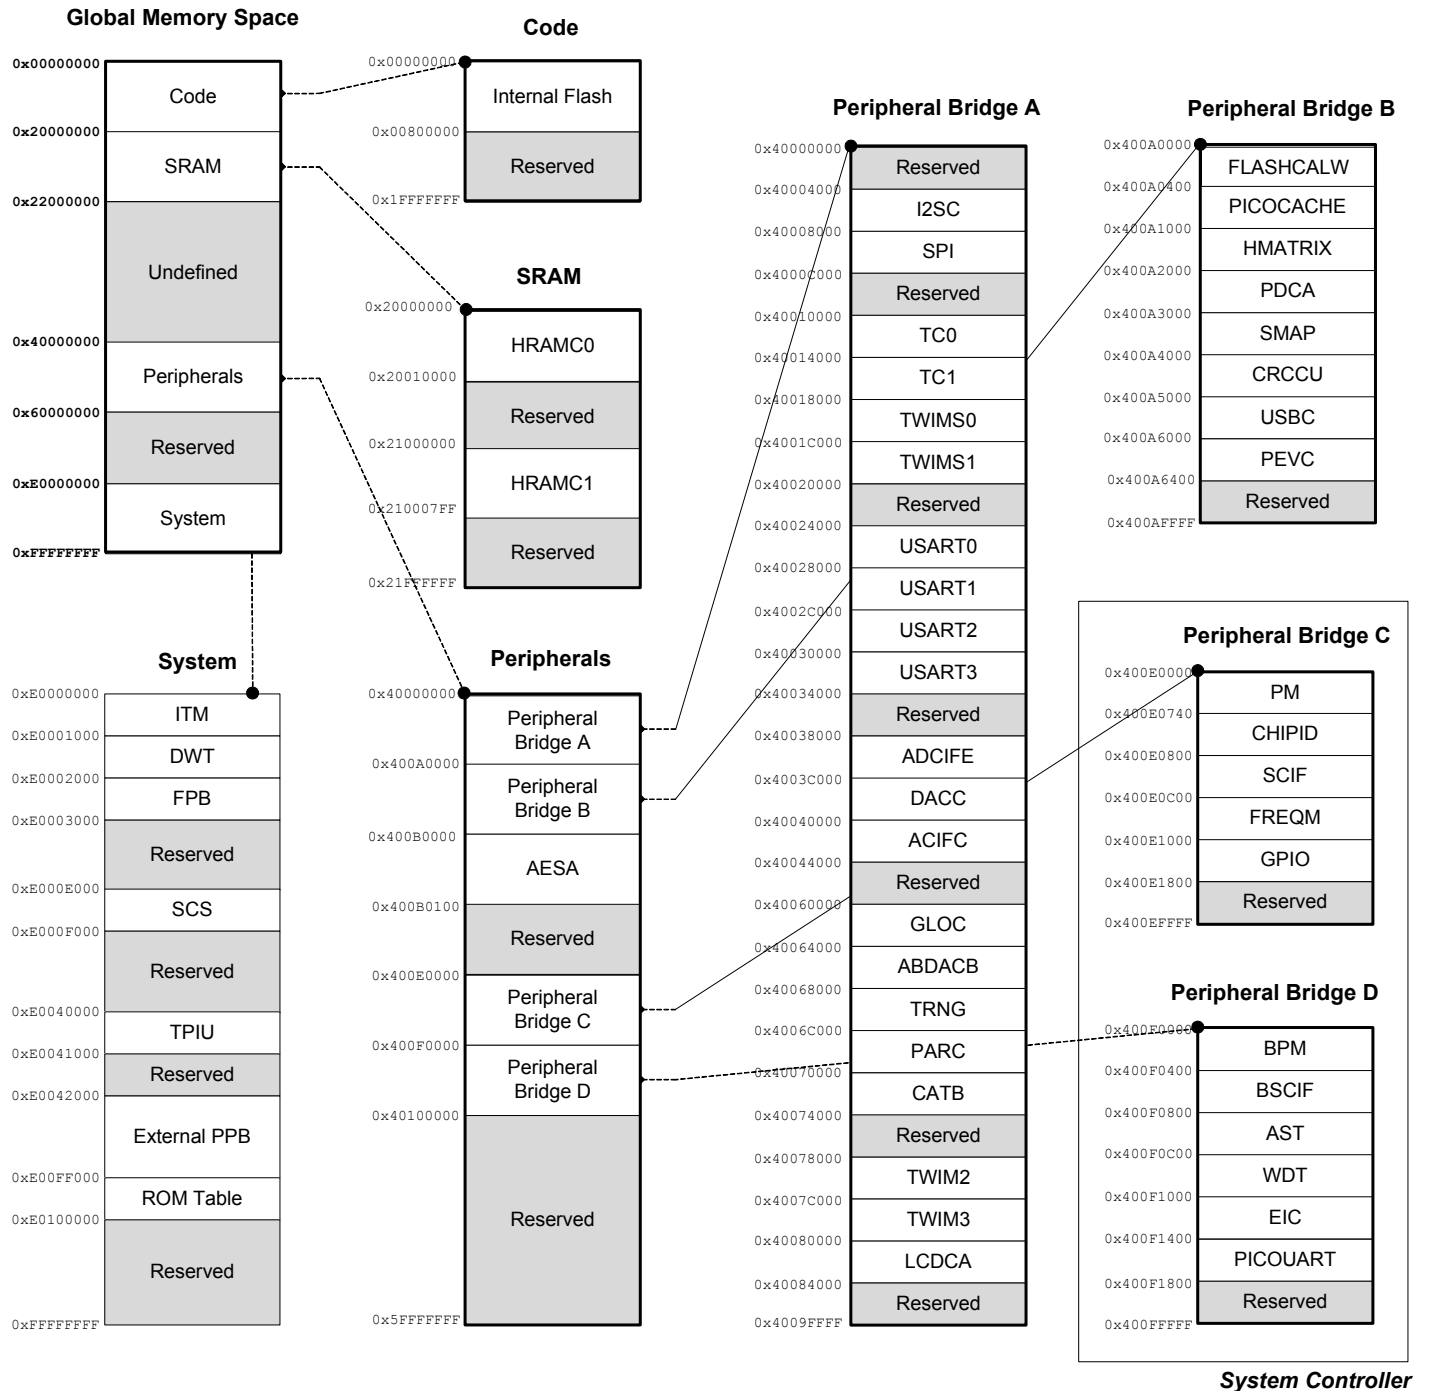 Global Memory Space
0x00000000
Code
0x20000000
SRAM
0x22000000
Undefined
0x40000000
Peripherals
0x60000000
Reserved
0xE0000000
System
0xFFFFFFFF
Code
0x00000000
Internal Flash
0x00800000
Reserved
0x1FFFFFFF
SRAM
0x20000000
HRAMC0
0x20010000
Reserved
0x21000000
HRAMC1
0x210007FF
Reserved
0x21FFFFFF
System
0xE0000000
ITM
0xE0001000
DWT
0xE0002000
FPB
0xE0003000
Reserved
0xE000E000
SCS
0xE000F000
Reserved
0xE0040000
TPIU
0xE0041000
Reserved
0xE0042000
External PPB
0xE00FF000
ROM Table
0xE0100000
Reserved
0xFFFFFFFF
Peripherals
0x40000000
Peripheral
Bridge A
0x400A0000
Peripheral
Bridge B
0x400B0000
AESA
0x400B0100
Reserved
0x400E0000
Peripheral
Bridge C
0x400F0000
Peripheral
Bridge D
0x40100000
Reserved
0x5FFFFFFF
Peripheral Bridge A
0x40000000
Reserved
0x40004000
I2SC
0x40008000
SPI
0x4000C000
Reserved
0x40010000
TC0
0x40014000
TC1
0x40018000
TWIMS0
0x4001C000
TWIMS1
0x40020000
Reserved
0x40024000
USART0
0x40028000
USART1
0x4002C000
USART2
0x40030000
USART3
0x40034000
Reserved
0x40038000
ADCIFE
0x4003C000
DACC
0x40040000
ACIFC
0x40044000
Reserved
0x40060000
GLOC
0x40064000
ABDACB
0x40068000
TRNG
0x4006C000
PARC
0x40070000
CATB
0x40074000
Reserved
0x40078000
TWIM2
0x4007C000
TWIM3
0x40080000
LCDCA
0x40084000
Reserved
0x4009FFFF
Peripheral Bridge B
0x400A0000
FLASHCALW
0x400A0400
PICOCACHE
0x400A1000
HMATRIX
0x400A2000
PDCA
0x400A3000
SMAP
0x400A4000
CRCCU
0x400A5000
USBC
0x400A6000
PEVC
0x400A6400
Reserved
0x400AFFFF
Peripheral Bridge C
0x400E0000
PM
0x400E0740
CHIPID
0x400E0800
SCIF
0x400E0C00
FREQM
0x400E1000
GPIO
0x400E1800
Reserved
0x400EFFFF
Peripheral Bridge D
0x400F0000
BPM
0x400F0400
BSCIF
0x400F0800
AST
0x400F0C00
WDT
0x400F1000
EIC
0x400F1400
PICOUART
0x400F1800
Reserved
0x400FFFFF
System Controller